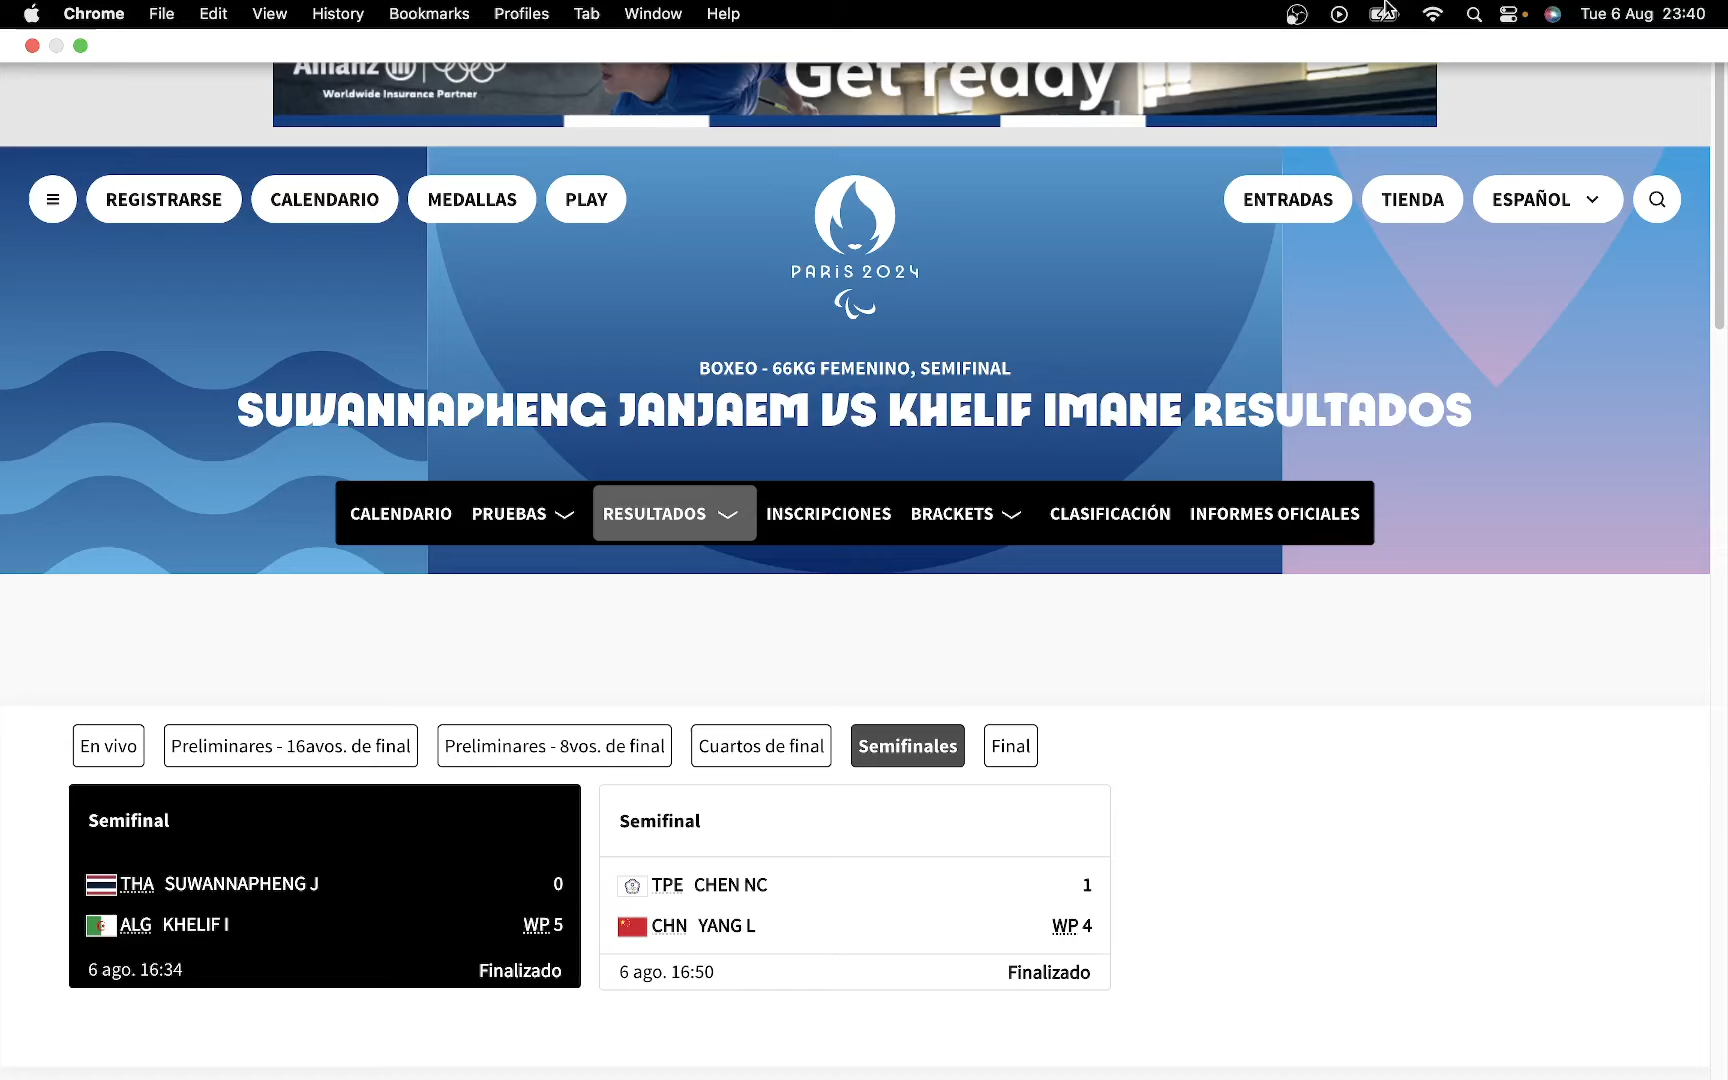 Chrome File Edit View History Bookmarks Profiles Tab Window Help Tue 6 Aug 23:40
Allianz Get ready
Worldwide Insurance Partner
≡ REGISTRARSE CALENDARIO MEDALLAS PLAY ENTRADAS TIENDA ESPAÑOL
PARIS 2024
BOXEO - 66KG FEMENINO, SEMIFINAL
SUWANNAPHENG JANJAEM VS KHELIF IMANE RESULTADOS
CALENDARIO PRUEBAS RESULTADOS INSCRIPCIONES BRACKETS CLASIFICACIÓN INFORMES OFICIALES
En vivo Preliminares - 16avos. de final Preliminares - 8vos. de final Cuartos de final Semifinales Final
Semifinal
THA SUWANNAPHENG J 0
ALG KHELIF I WP 5
6 ago. 16:34 Finalizado
Semifinal
TPE CHEN NC 1
CHN YANG L WP 4
6 ago. 16:50 Finalizado